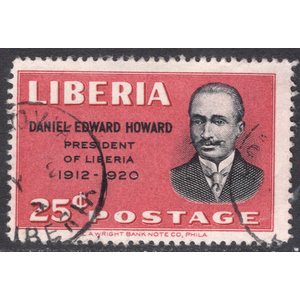 LIBERIA
DANIEL EDWARD HOWARD
PRESIDENT
OF LIBERIA
1912-1920
25¢ POSTAGE
WRIGHT BANK NOTE CO., PHILA